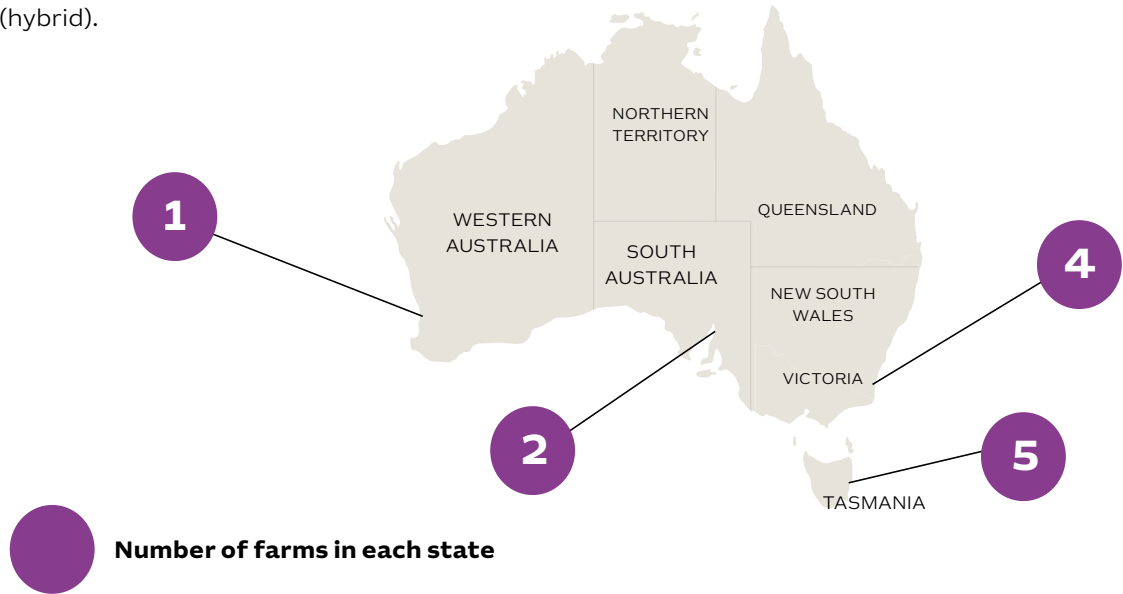 (hybrid).
NORTHERN
TERRITORY
1
QUEENSLAND
WESTERN
AUSTRALIA
SOUTH
AUSTRALIA
4
NEW SOUTH
WALES
VICTORIA
2
5
TASMANIA
Number of farms in each state